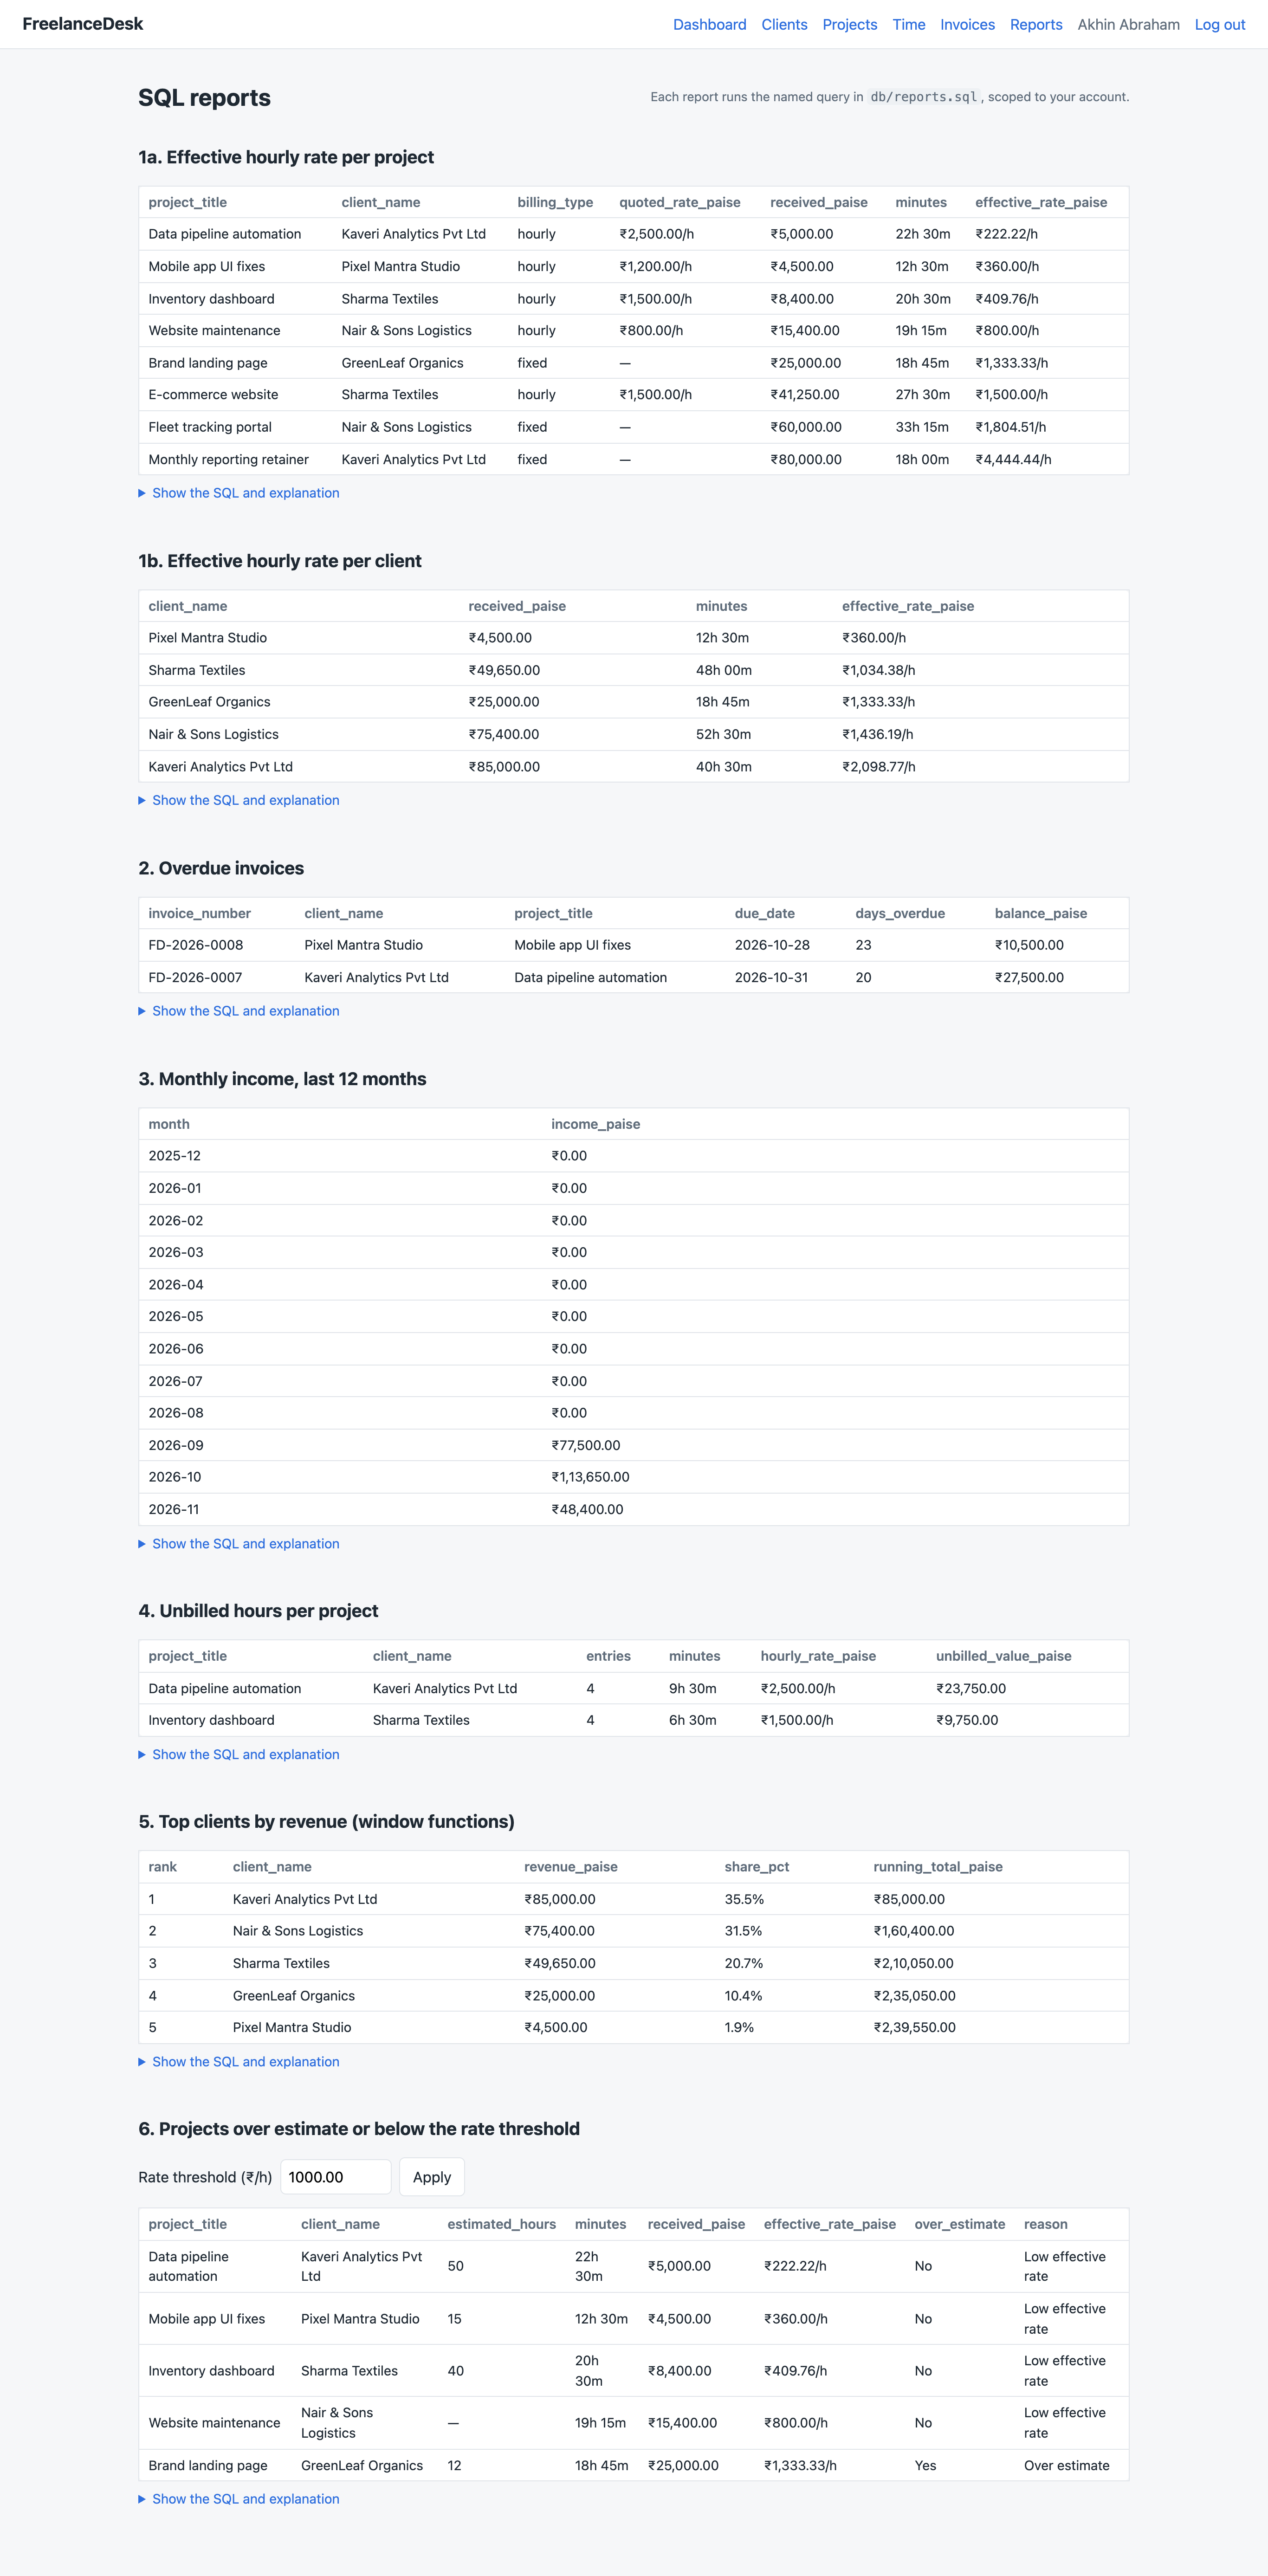 FreelanceDesk Dashboard Clients Projects Time Invoices Reports Akhin Abraham Log out
SQL reports Each report runs the named query in db/reports.sql, scoped to your account.
1a. Effective hourly rate per project
project_title client_name billing_type quoted_rate_paise received_paise minutes effective_rate_paise
Data pipeline automation Kaveri Analytics Pvt Ltd hourly ₹2,500.00/h ₹5,000.00 22h 30m ₹222.22/h
Mobile app UI fixes Pixel Mantra Studio hourly ₹1,200.00/h ₹4,500.00 12h 30m ₹360.00/h
Inventory dashboard Sharma Textiles hourly ₹1,500.00/h ₹8,400.00 20h 30m ₹409.76/h
Website maintenance Nair & Sons Logistics hourly ₹800.00/h ₹15,400.00 19h 15m ₹800.00/h
Brand landing page GreenLeaf Organics fixed — ₹25,000.00 18h 45m ₹1,333.33/h
E-commerce website Sharma Textiles hourly ₹1,500.00/h ₹41,250.00 27h 30m ₹1,500.00/h
Fleet tracking portal Nair & Sons Logistics fixed — ₹60,000.00 33h 15m ₹1,804.51/h
Monthly reporting retainer Kaveri Analytics Pvt Ltd fixed — ₹80,000.00 18h 00m ₹4,444.44/h
▶ Show the SQL and explanation
1b. Effective hourly rate per client
client_name received_paise minutes effective_rate_paise
Pixel Mantra Studio ₹4,500.00 12h 30m ₹360.00/h
Sharma Textiles ₹49,650.00 48h 00m ₹1,034.38/h
GreenLeaf Organics ₹25,000.00 18h 45m ₹1,333.33/h
Nair & Sons Logistics ₹75,400.00 52h 30m ₹1,436.19/h
Kaveri Analytics Pvt Ltd ₹85,000.00 40h 30m ₹2,098.77/h
▶ Show the SQL and explanation
2. Overdue invoices
invoice_number client_name project_title due_date days_overdue balance_paise
FD-2026-0008 Pixel Mantra Studio Mobile app UI fixes 2026-10-28 23 ₹10,500.00
FD-2026-0007 Kaveri Analytics Pvt Ltd Data pipeline automation 2026-10-31 20 ₹27,500.00
▶ Show the SQL and explanation
3. Monthly income, last 12 months
month income_paise
2025-12 ₹0.00
2026-01 ₹0.00
2026-02 ₹0.00
2026-03 ₹0.00
2026-04 ₹0.00
2026-05 ₹0.00
2026-06 ₹0.00
2026-07 ₹0.00
2026-08 ₹0.00
2026-09 ₹77,500.00
2026-10 ₹1,13,650.00
2026-11 ₹48,400.00
▶ Show the SQL and explanation
4. Unbilled hours per project
project_title client_name entries minutes hourly_rate_paise unbilled_value_paise
Data pipeline automation Kaveri Analytics Pvt Ltd 4 9h 30m ₹2,500.00/h ₹23,750.00
Inventory dashboard Sharma Textiles 4 6h 30m ₹1,500.00/h ₹9,750.00
▶ Show the SQL and explanation
5. Top clients by revenue (window functions)
rank client_name revenue_paise share_pct running_total_paise
1 Kaveri Analytics Pvt Ltd ₹85,000.00 35.5% ₹85,000.00
2 Nair & Sons Logistics ₹75,400.00 31.5% ₹1,60,400.00
3 Sharma Textiles ₹49,650.00 20.7% ₹2,10,050.00
4 GreenLeaf Organics ₹25,000.00 10.4% ₹2,35,050.00
5 Pixel Mantra Studio ₹4,500.00 1.9% ₹2,39,550.00
▶ Show the SQL and explanation
6. Projects over estimate or below the rate threshold
Rate threshold (₹/h) 1000.00 Apply
project_title client_name estimated_hours minutes received_paise effective_rate_paise over_estimate reason
Data pipeline automation Kaveri Analytics Pvt Ltd 50 22h 30m ₹5,000.00 ₹222.22/h No Low effective rate
Mobile app UI fixes Pixel Mantra Studio 15 12h 30m ₹4,500.00 ₹360.00/h No Low effective rate
Inventory dashboard Sharma Textiles 40 20h 30m ₹8,400.00 ₹409.76/h No Low effective rate
Website maintenance Nair & Sons Logistics — 19h 15m ₹15,400.00 ₹800.00/h No Low effective rate
Brand landing page GreenLeaf Organics 12 18h 45m ₹25,000.00 ₹1,333.33/h Yes Over estimate
▶ Show the SQL and explanation